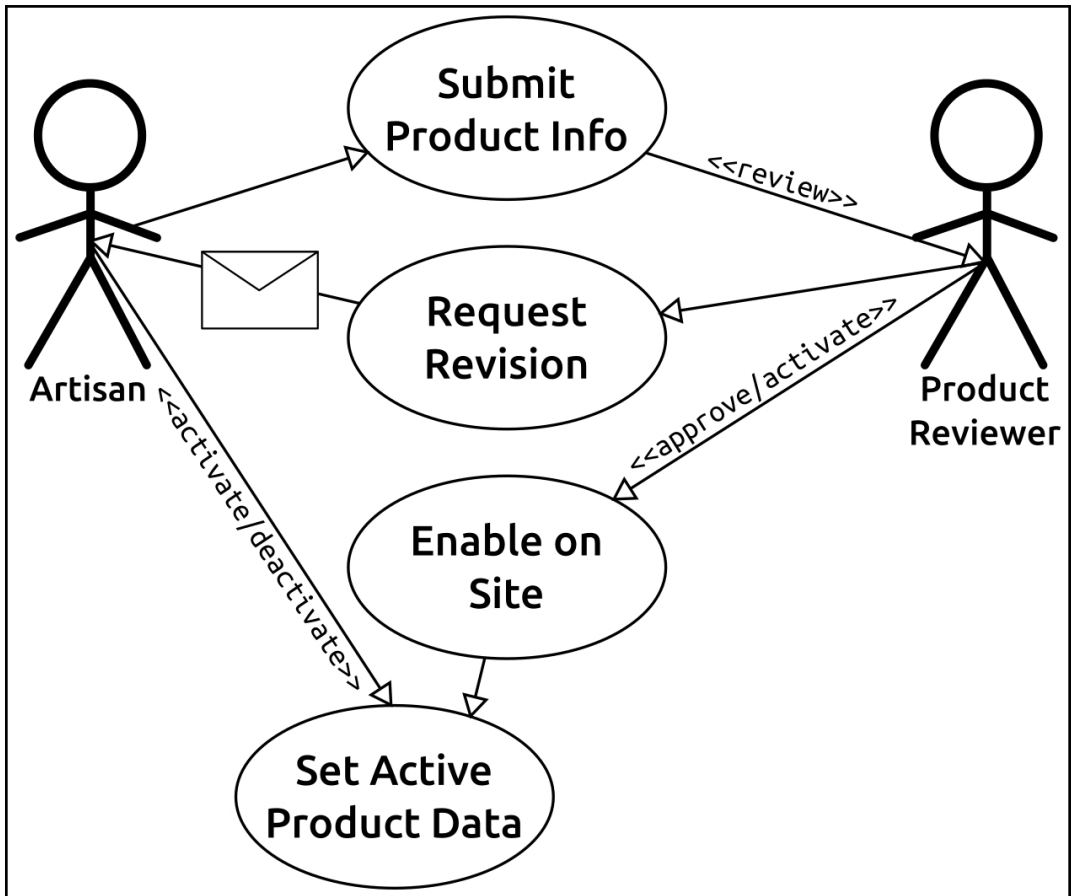 Submit
Product Info
<<review>>
Request
Revision
Artisan
Product
Reviewer
<<approve/activate>>
<<activate/deactivate>>
Enable on
Site
Set Active
Product Data